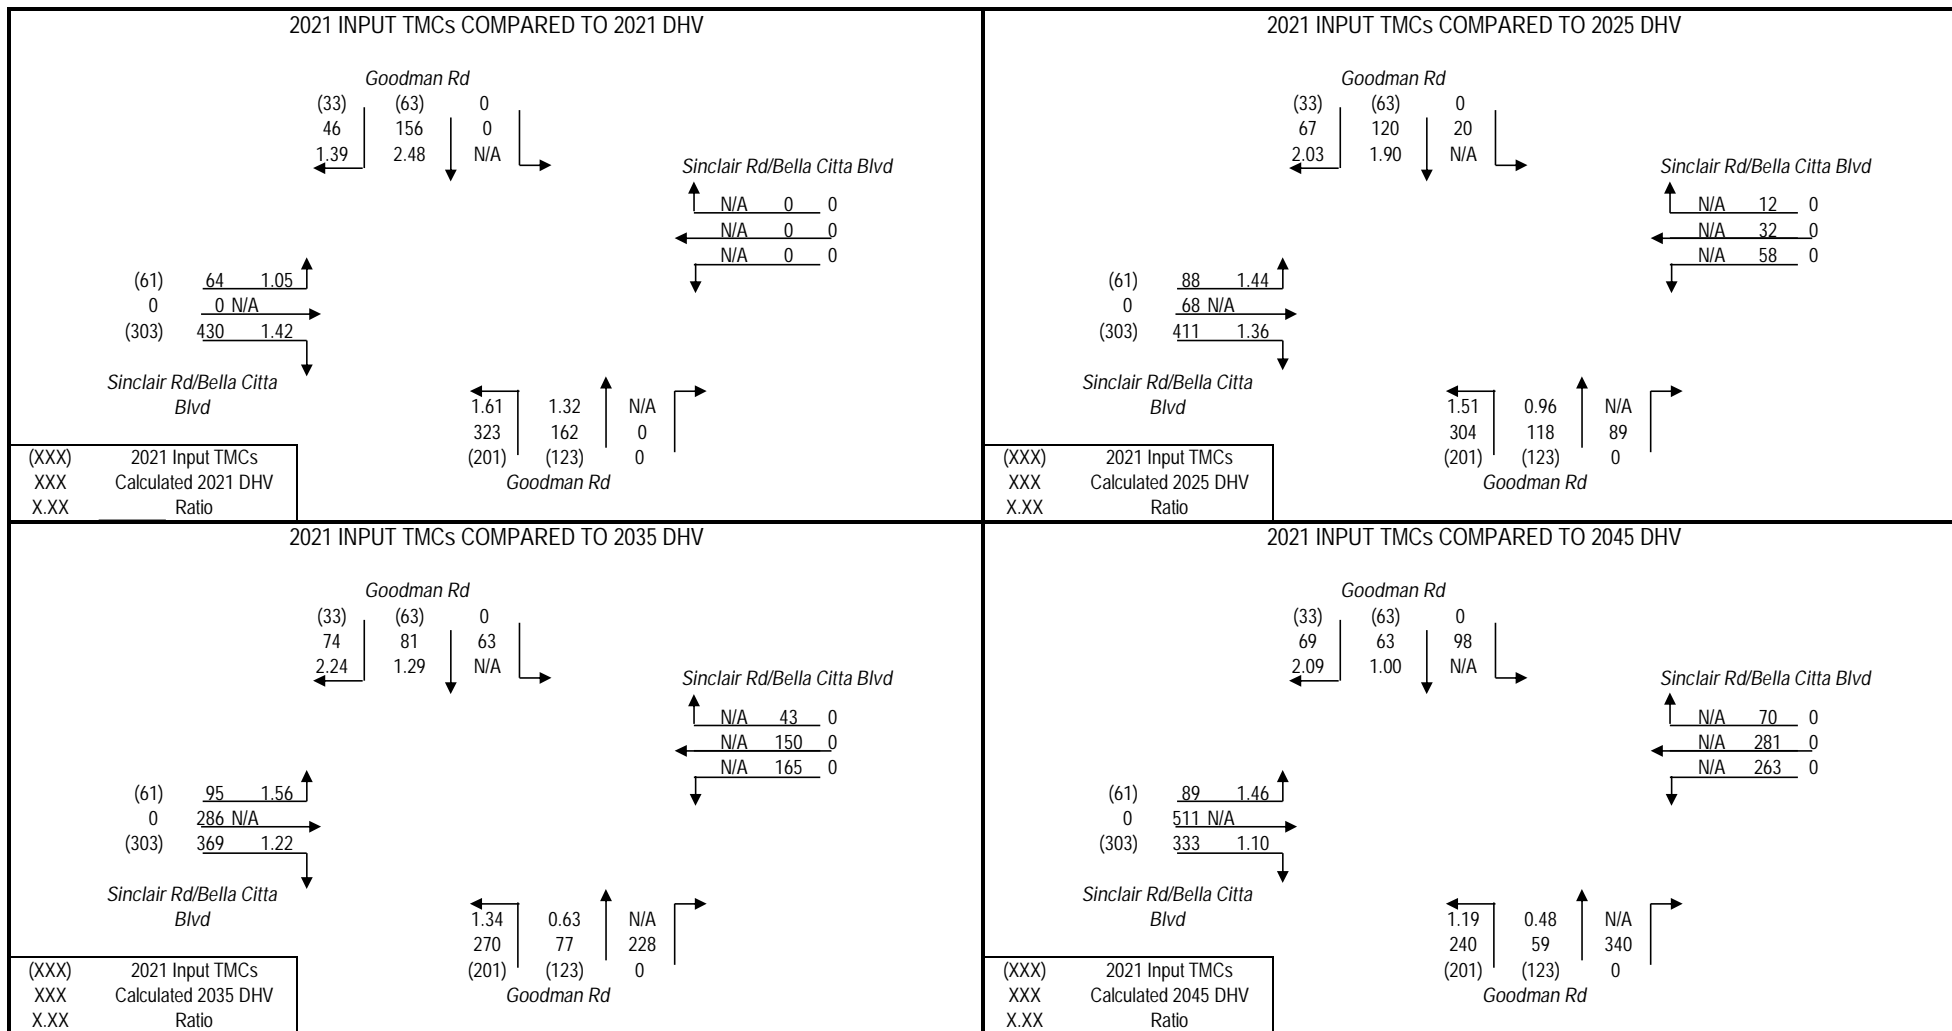 2021 INPUT TMCs COMPARED TO 2021 DHV
Goodman Rd
(33) (63) 0
46 156 0
1.39 2.48 N/A
Sinclair Rd/Bella Citta Blvd
N/A 0 0
N/A 0 0
N/A 0 0
(61) 64 1.05
0 0 N/A
(303) 430 1.42
Sinclair Rd/Bella Citta
Blvd
1.61 1.32 N/A
323 162 0
(201) (123) 0
Goodman Rd
(XXX) 2021 Input TMCs
XXX Calculated 2021 DHV
X.XX Ratio
2021 INPUT TMCs COMPARED TO 2025 DHV
Goodman Rd
(33) (63) 0
67 120 20
2.03 1.90 N/A
Sinclair Rd/Bella Citta Blvd
N/A 12 0
N/A 32 0
N/A 58 0
(61) 88 1.44
0 68 N/A
(303) 411 1.36
Sinclair Rd/Bella Citta
Blvd
1.51 0.96 N/A
304 118 89
(201) (123) 0
Goodman Rd
(XXX) 2021 Input TMCs
XXX Calculated 2025 DHV
X.XX Ratio
2021 INPUT TMCs COMPARED TO 2035 DHV
Goodman Rd
(33) (63) 0
74 81 63
2.24 1.29 N/A
Sinclair Rd/Bella Citta Blvd
N/A 43 0
N/A 150 0
N/A 165 0
(61) 95 1.56
0 286 N/A
(303) 369 1.22
Sinclair Rd/Bella Citta
Blvd
1.34 0.63 N/A
270 77 228
(201) (123) 0
Goodman Rd
(XXX) 2021 Input TMCs
XXX Calculated 2035 DHV
X.XX Ratio
2021 INPUT TMCs COMPARED TO 2045 DHV
Goodman Rd
(33) (63) 0
69 63 98
2.09 1.00 N/A
Sinclair Rd/Bella Citta Blvd
N/A 70 0
N/A 281 0
N/A 263 0
(61) 89 1.46
0 511 N/A
(303) 333 1.10
Sinclair Rd/Bella Citta
Blvd
1.19 0.48 N/A
240 59 340
(201) (123) 0
Goodman Rd
(XXX) 2021 Input TMCs
XXX Calculated 2045 DHV
X.XX Ratio